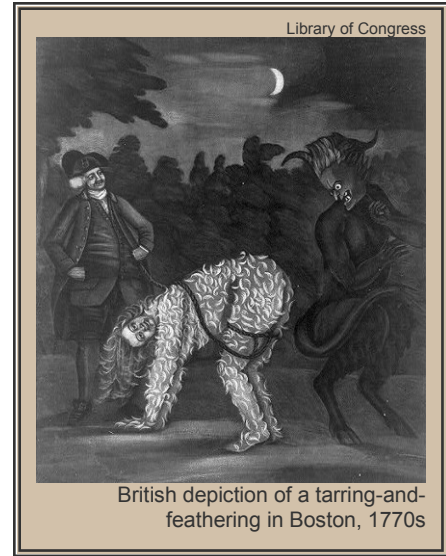 Library of Congress
British depiction of a tarring-and-
feathering in Boston, 1770s